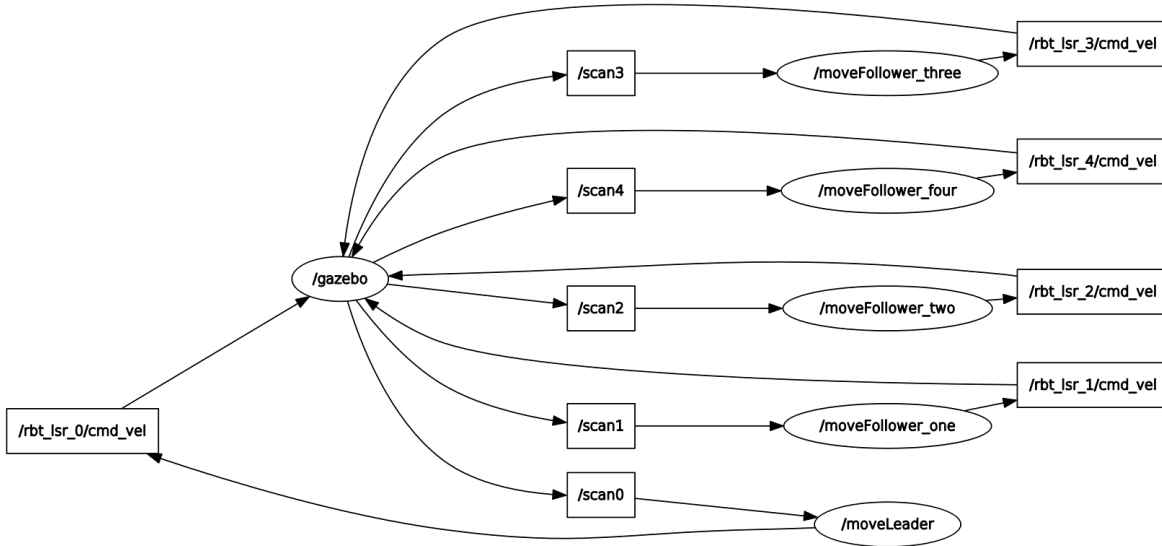 /rbt_lsr_3/cmd_vel
/scan3
/moveFollower_three
/rbt_lsr_4/cmd_vel
/scan4
/moveFollower_four
/gazebo
/rbt_lsr_2/cmd_vel
/scan2
/moveFollower_two
/rbt_lsr_1/cmd_vel
/rbt_lsr_0/cmd_vel
/scan1
/moveFollower_one
/scan0
/moveLeader